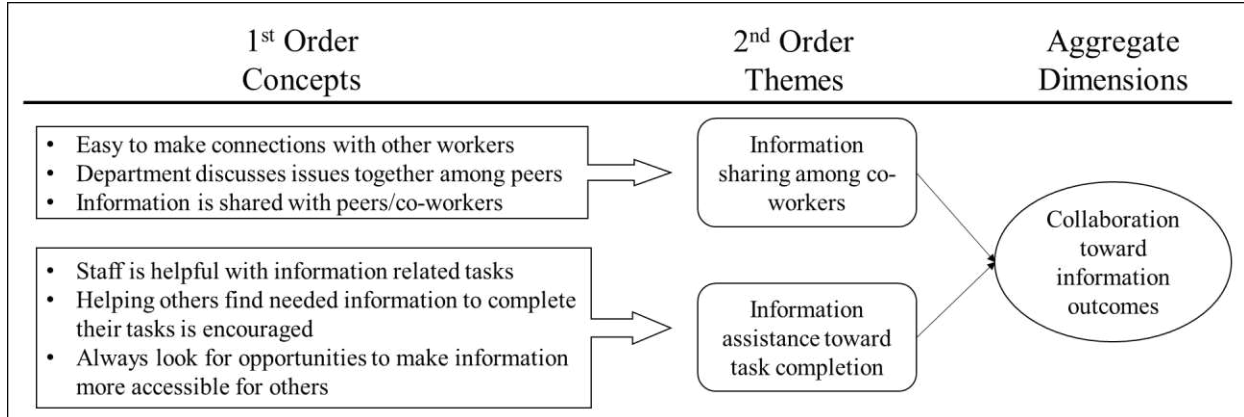 1st Order
Concepts
2nd Order
Themes
Aggregate
Dimensions
• Easy to make connections with other workers
• Department discusses issues together among peers
• Information is shared with peers/co-workers
Information
sharing among co-
workers
• Staff is helpful with information related tasks
• Helping others find needed information to complete
their tasks is encouraged
• Always look for opportunities to make information
more accessible for others
Information
assistance toward
task completion
Collaboration
toward
information
outcomes